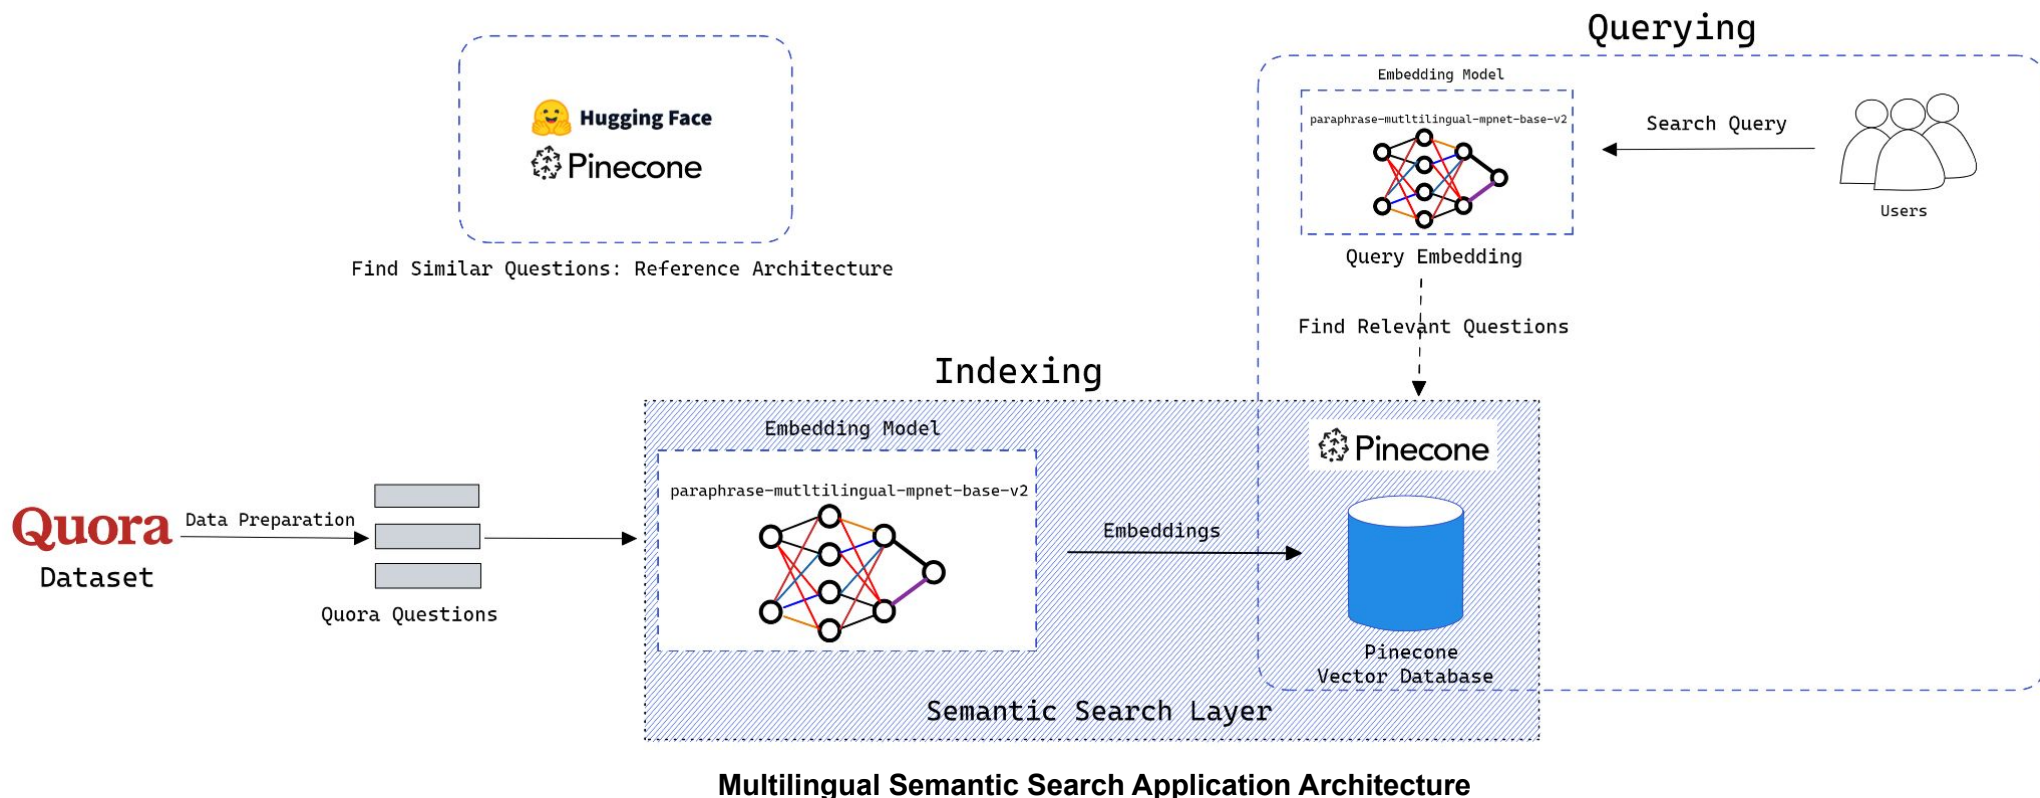 Querying
Embedding Model
paraphrase-mutltilingual-mpnet-base-v2
Search Query
Users
Query Embedding
Find Relevant Questions
Hugging Face
Pinecone
Find Similar Questions: Reference Architecture
Indexing
Embedding Model
paraphrase-mutltilingual-mpnet-base-v2
Quora
Dataset
Data Preparation
Quora Questions
Embeddings
Pinecone
Pinecone
Vector Database
Semantic Search Layer
Multilingual Semantic Search Application Architecture